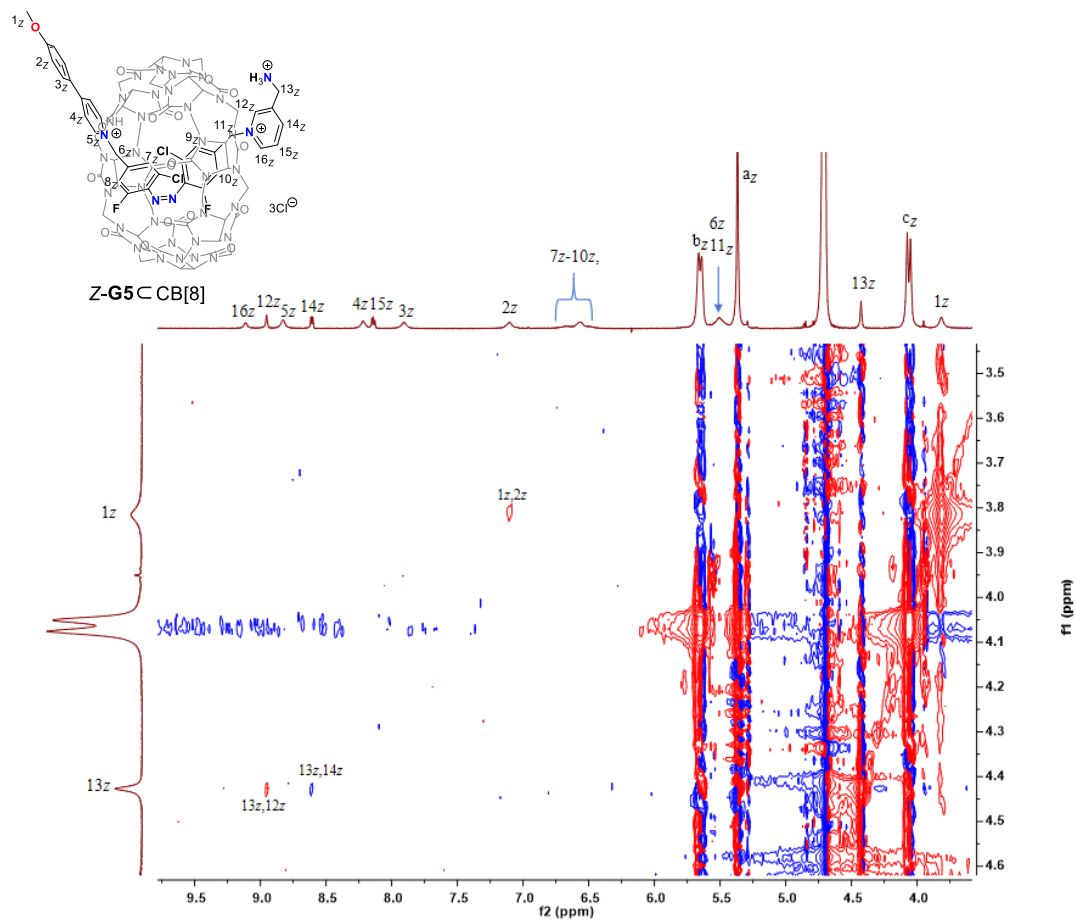 1z
O
2z
3z
4z
5z
N
6z
7z
8z
Cl
Cl
F
N=N
F
9z
10z
11z
N
12z
H3N
13z
14z
15z
16z
3Cl⊖
Z-G5⊂CB[8]
16z
12z
5z
14z
4z
15z
3z
2z
7z-10z,
bz
6z
11z
az
13z
cz
1z
1z
1z,2z
13z
13z,12z
13z,14z
3.5
3.6
3.7
3.8
3.9
4.0
4.1
4.2
4.3
4.4
4.5
4.6
f1 (ppm)
9.5 9.0 8.5 8.0 7.5 7.0 6.5 6.0 5.5 5.0 4.5 4.0
f2 (ppm)